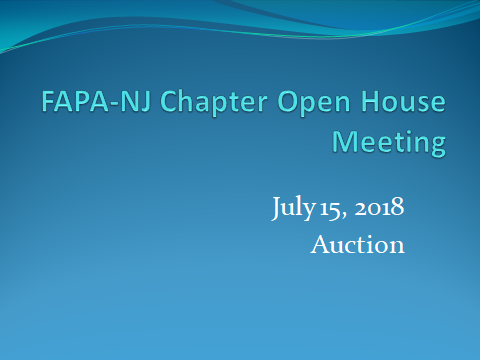 FAPA-NJ Chapter Open House
Meeting
July 15, 2018
Auction